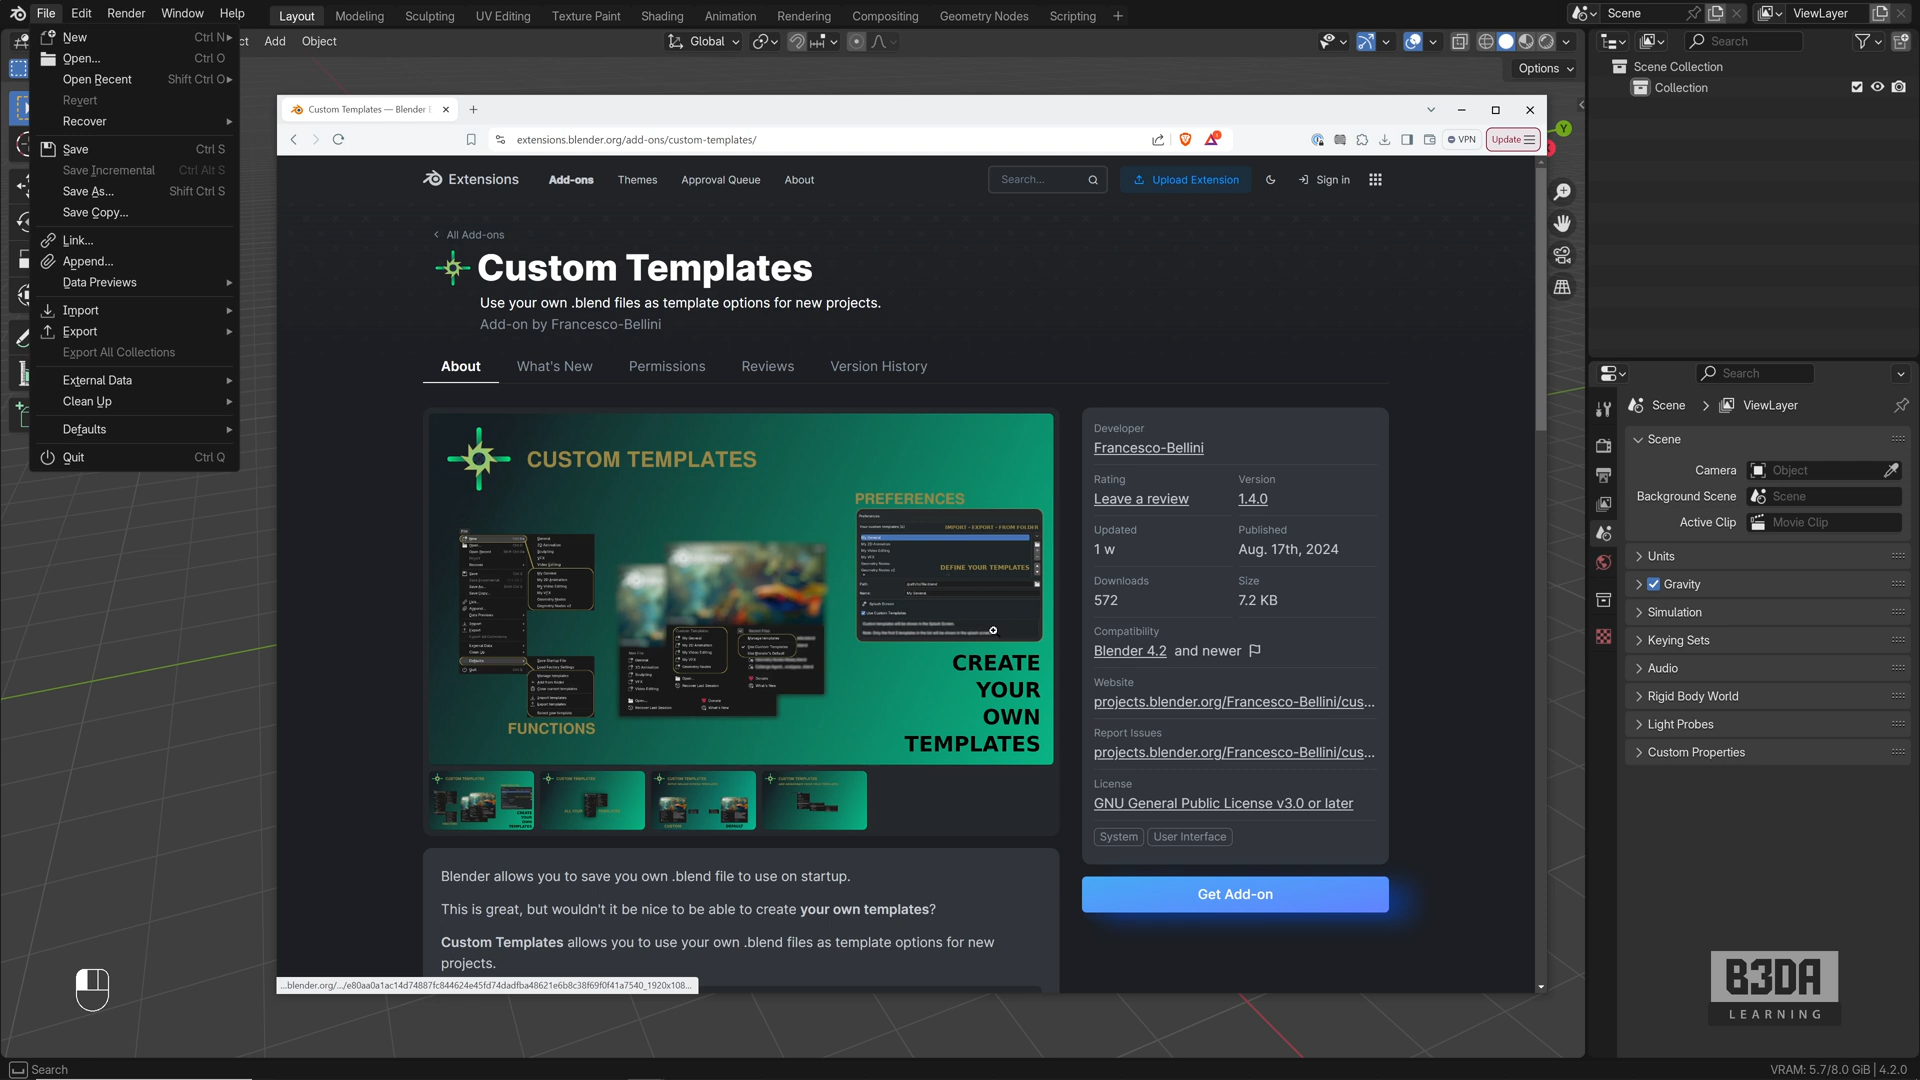 File Edit Render Window Help
Layout Modeling Sculpting UV Editing Texture Paint Shading Animation Rendering Compositing Geometry Nodes Scripting +
Scene
ViewLayer
New Ctrl N
Open... Ctrl O
Open Recent Shift Ctrl O
Revert
Recover
Save Ctrl S
Save Incremental Ctrl Alt S
Save As... Shift Ctrl S
Save Copy...
Link...
Append...
Data Previews
Import
Export
Export All Collections
External Data
Clean Up
Defaults
Quit Ctrl Q
ct Add Object
Global
Options
Custom Templates — Blender E
extensions.blender.org/add-ons/custom-templates/
VPN
Update
Extensions Add-ons Themes Approval Queue About
Search...
Upload Extension
Sign in
All Add-ons
Custom Templates
Use your own .blend files as template options for new projects.
Add-on by Francesco-Bellini
About What's New Permissions Reviews Version History
CUSTOM TEMPLATES
PREFERENCES
IMPORT - EXPORT - FROM FOLDER
DEFINE YOUR TEMPLATES
FUNCTIONS
CREATE
YOUR
OWN
TEMPLATES
Developer
Francesco-Bellini
Rating Version
Leave a review 1.4.0
Updated Published
1 w Aug. 17th, 2024
Downloads Size
572 7.2 KB
Compatibility
Blender 4.2 and newer
Website
projects.blender.org/Francesco-Bellini/cus...
Report Issues
projects.blender.org/Francesco-Bellini/cus...
License
GNU General Public License v3.0 or later
System User Interface
Get Add-on
Blender allows you to save you own .blend file to use on startup.
This is great, but wouldn't it be nice to be able to create your own templates?
Custom Templates allows you to use your own .blend files as template options for new
projects.
...blender.org/.../e80aa0a1ac14d74887fc844624e45fd74dadfba48621e6b8c38f69f0f41a7540_1920x108...
Search
Scene Collection
Collection
Search
Scene > ViewLayer
Scene
Camera Object
Background Scene Scene
Active Clip Movie Clip
Units
Gravity
Simulation
Keying Sets
Audio
Rigid Body World
Light Probes
Custom Properties
Y
B3DA
LEARNING
Search
VRAM: 5.7/8.0 GiB | 4.2.0